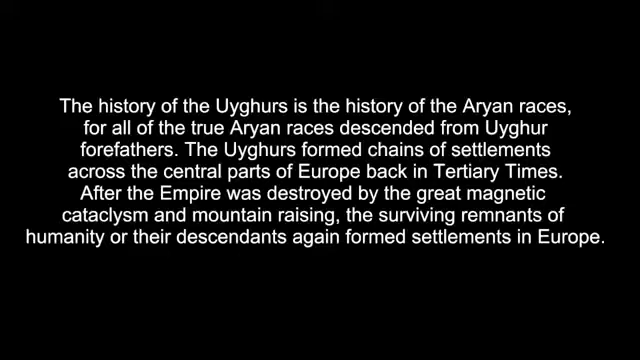 The history of the Uyghurs is the history of the Aryan races,
for all of the true Aryan races descended from Uyghur
forefathers. The Uyghurs formed chains of settlements
across the central parts of Europe back in Tertiary Times.
After the Empire was destroyed by the great magnetic
cataclysm and mountain raising, the surviving remnants of
humanity or their descendants again formed settlements in Europe.